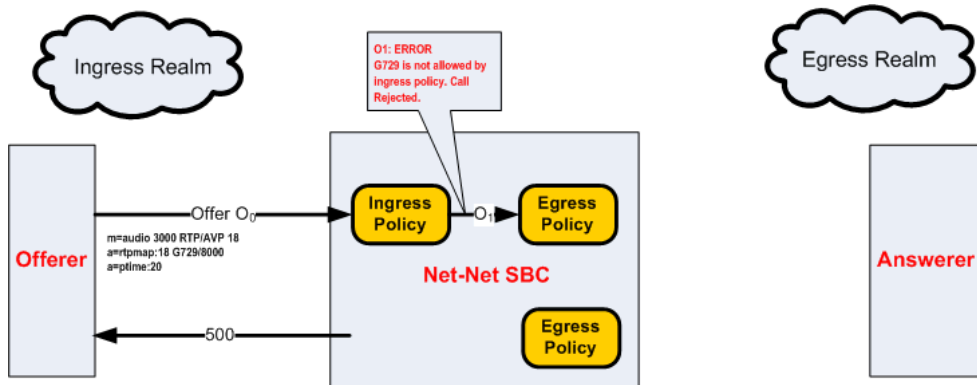 Ingress Realm
O1: ERROR
G729 is not allowed by
ingress policy. Call
Rejected.
Egress Realm
Offerer
Offer O0
m=audio 3000 RTP/AVP 18
a=rtpmap:18 G729/8000
a=ptime:20
500
Ingress
Policy
O1
Egress
Policy
Net-Net SBC
Egress
Policy
Answerer